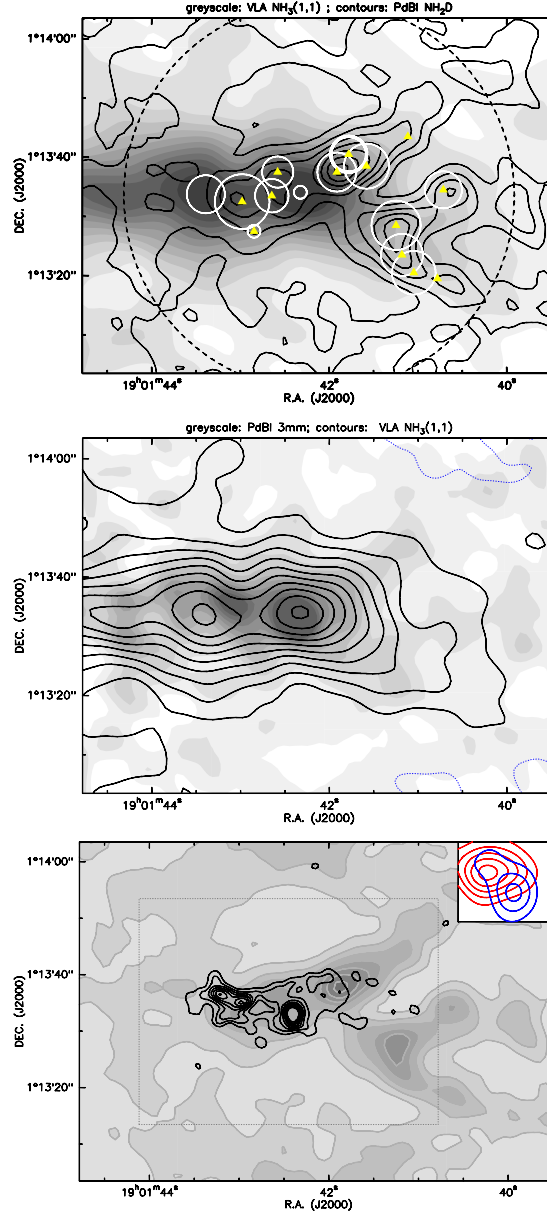 greyscale: VLA NH₃(1,1) ; contours: PdBI NH₂D
1°14'00''
1°13'40''
1°13'20''
DEC. (J2000)
19ʰ01ᵐ44ˢ
42ˢ
40ˢ
R.A. (J2000)
greyscale: PdBI 3mm; contours: VLA NH₃(1,1)
1°14'00''
1°13'40''
1°13'20''
DEC. (J2000)
19ʰ01ᵐ44ˢ
42ˢ
40ˢ
R.A. (J2000)
1°14'00''
1°13'40''
1°13'20''
DEC. (J2000)
19ʰ01ᵐ44ˢ
42ˢ
40ˢ
R.A. (J2000)